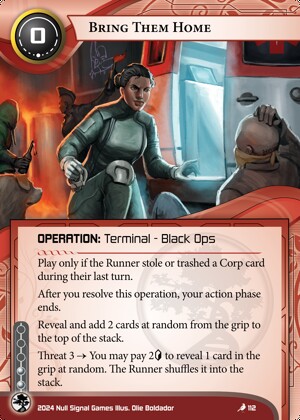 0
BRING THEM HOME
OPERATION: Terminal - Black Ops
Play only if the Runner stole or trashed a Corp card
during their last turn.
After you resolve this operation, your action phase
ends.
Reveal and add 2 cards at random from the grip to
the top of the stack.
Threat 3 → You may pay 2 to reveal 1 card in the
grip at random. The Runner shuffles it into the
stack.
2024 Null Signal Games Illus. Olie Boldador
112